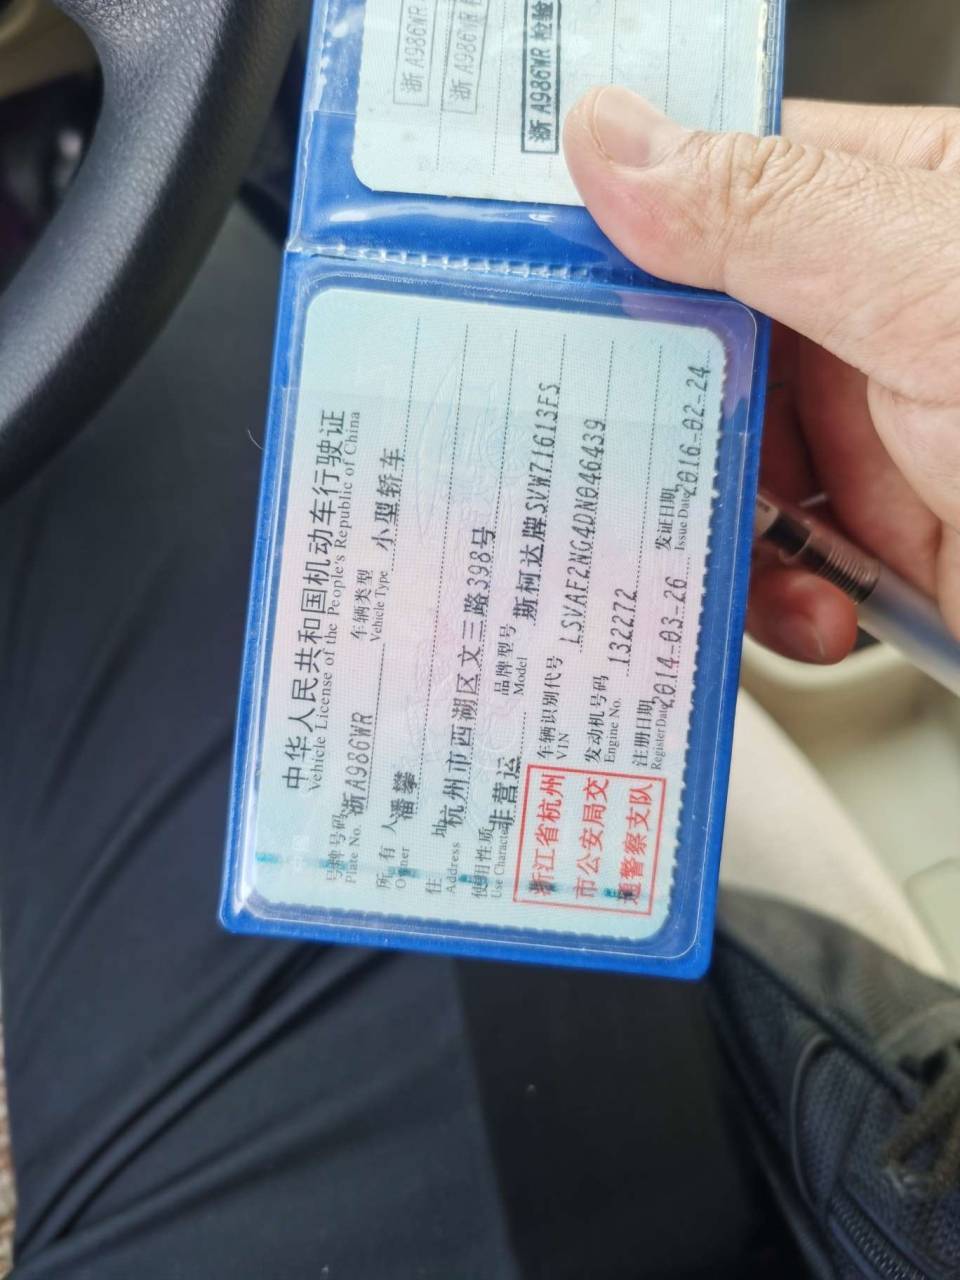 浙A986WR
浙A986WR检
浙A986WR检验
中华人民共和国机动车行驶证
Vehicle License of the People's Republic of China
号牌号码 浙A986WR 车辆类型 小型轿车
Plate No. Vehicle Type
所有人 潘攀
Owner
住址 杭州市西湖区文三路398号
Address
使用性质 非营运 品牌型号 斯柯达牌SVW71613FS
Use Character Model
浙江省杭州
市公安局交
通警察支队
车辆识别代号 LSVAF2NG4DN046439
VIN
发动机号码 132272
Engine No.
注册日期 2014-03-26 发证日期 2016-02-24
Register Date Issue Date